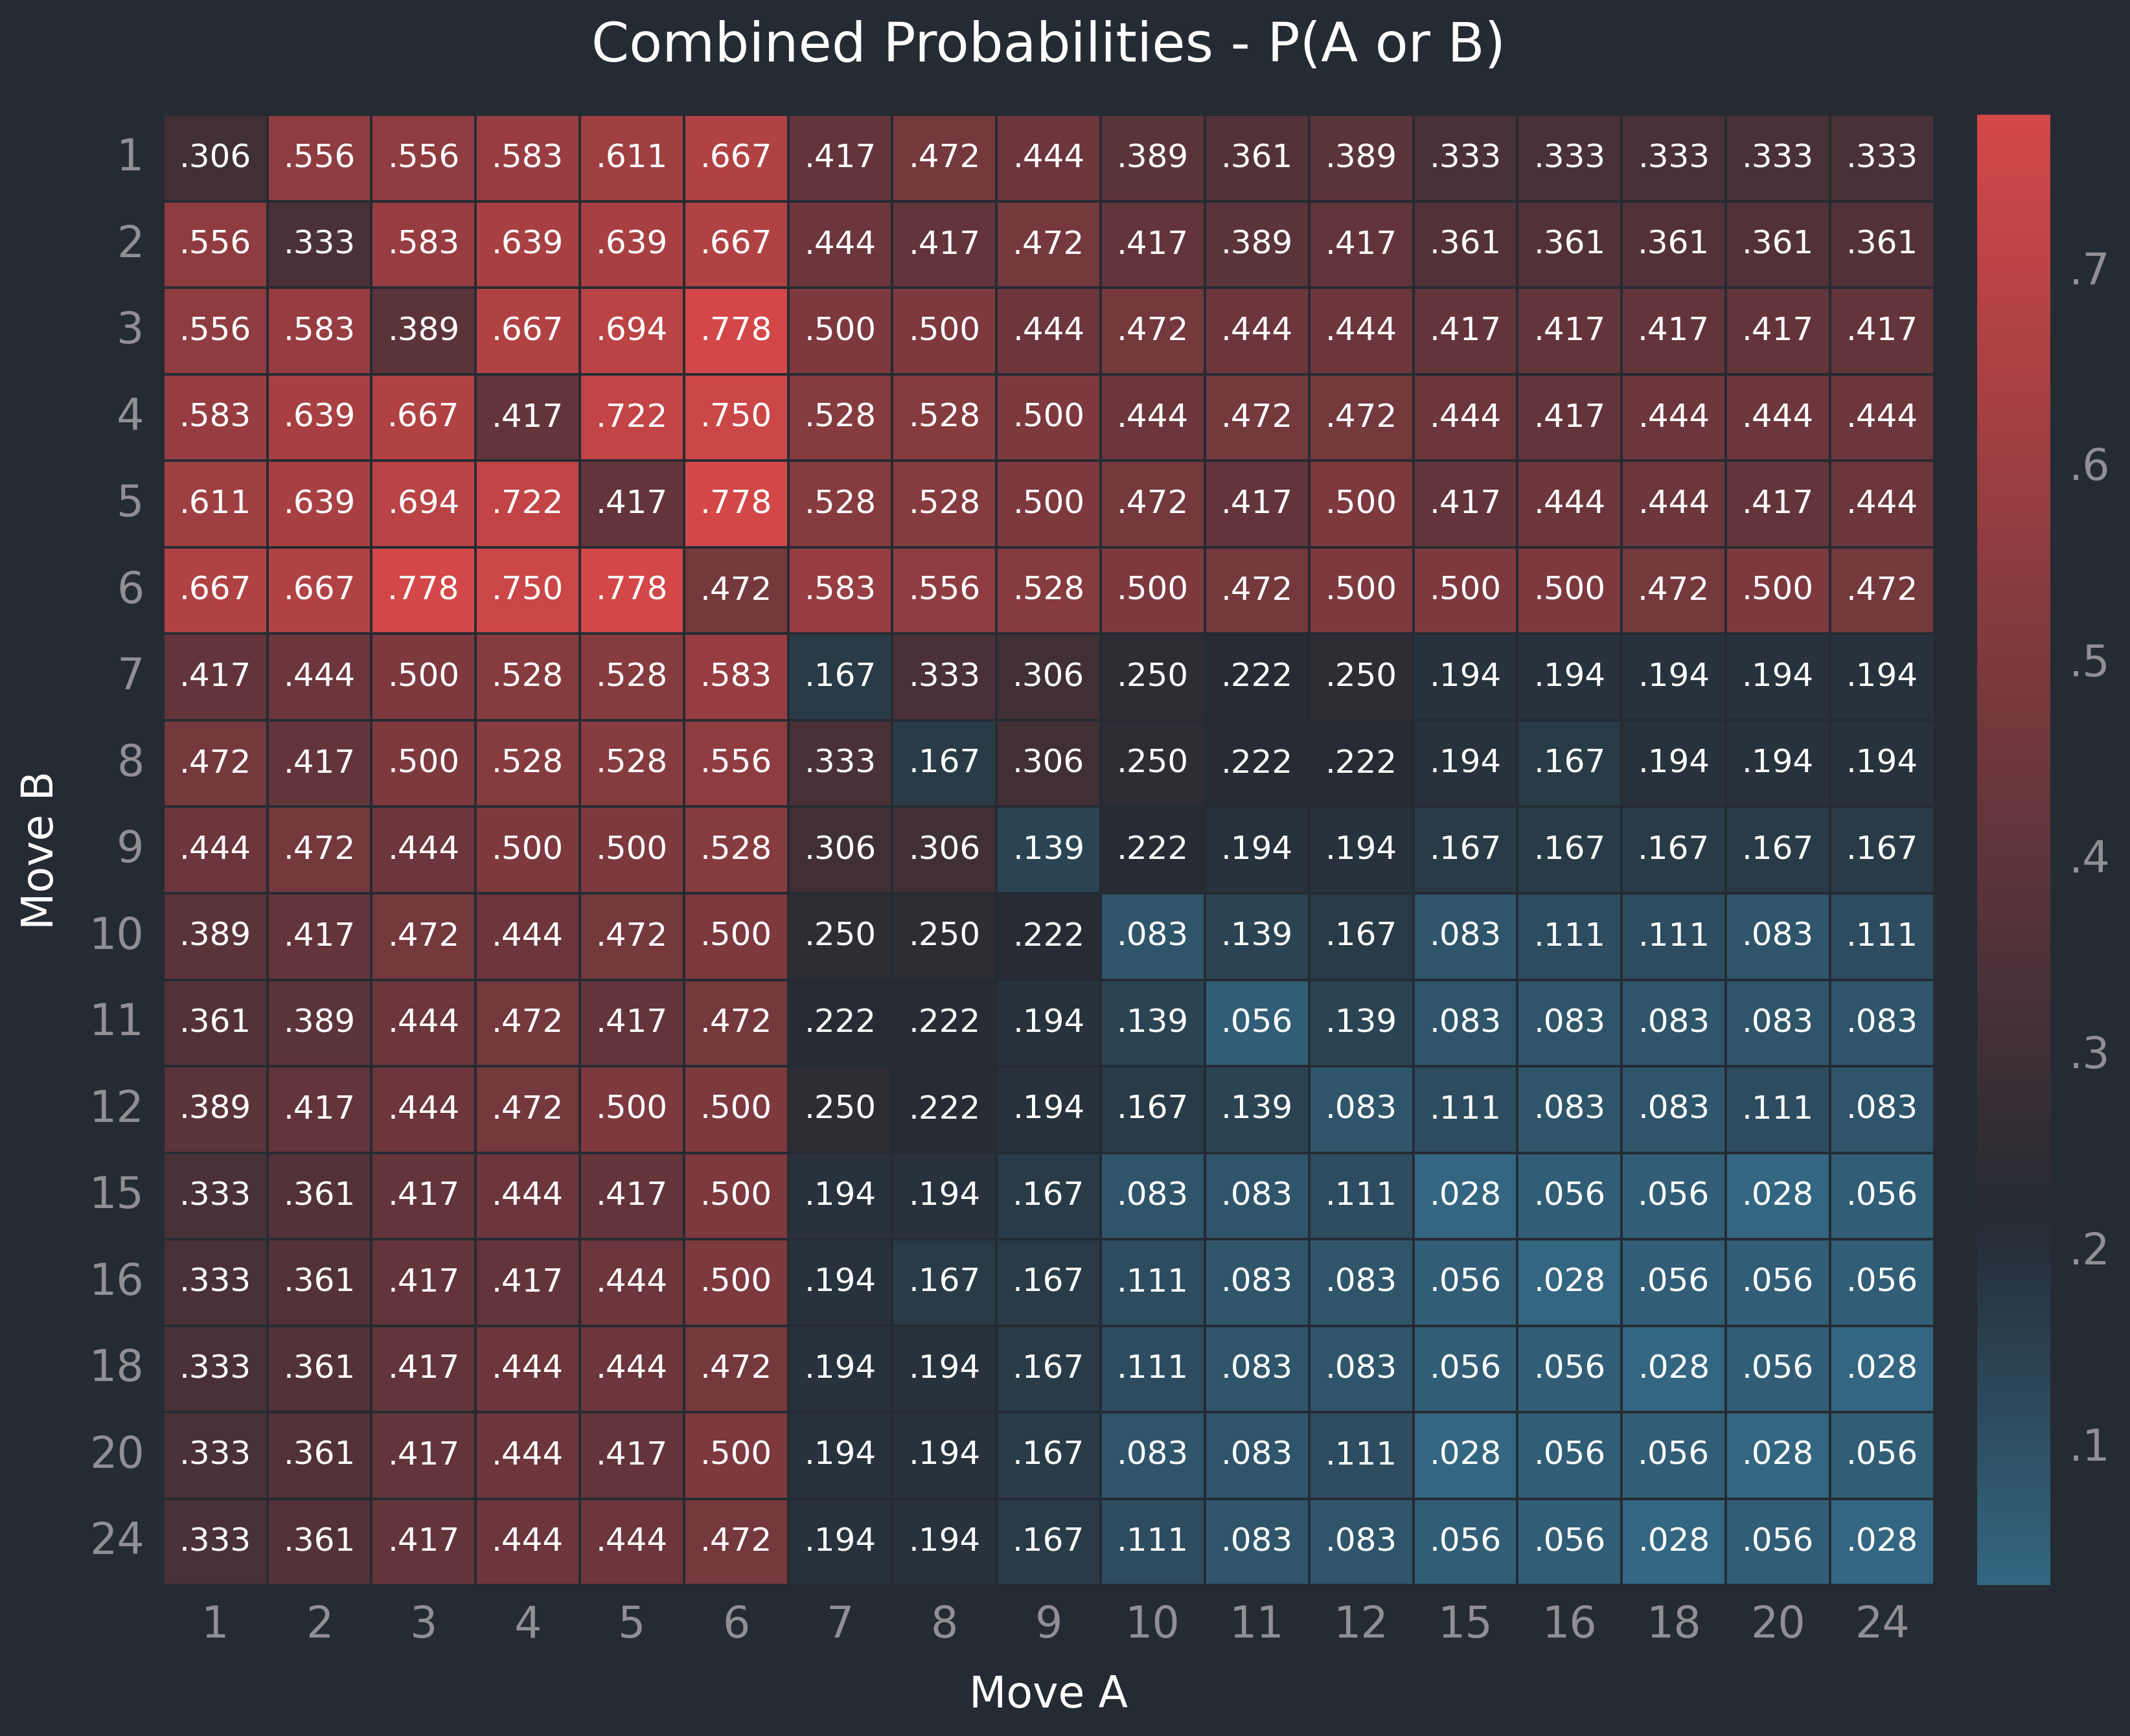 Combined Probabilities - P(A or B)
1 .306 .556 .556 .583 .611 .667 .417 .472 .444 .389 .361 .389 .333 .333 .333 .333 .333
2 .556 .333 .583 .639 .639 .667 .444 .417 .472 .417 .389 .417 .361 .361 .361 .361 .361
.7
3 .556 .583 .389 .667 .694 .778 .500 .500 .444 .472 .444 .444 .417 .417 .417 .417 .417
4 .583 .639 .667 .417 .722 .750 .528 .528 .500 .444 .472 .472 .444 .417 .444 .444 .444
.6
5 .611 .639 .694 .722 .417 .778 .528 .528 .500 .472 .417 .500 .417 .444 .444 .417 .444
6 .667 .667 .778 .750 .778 .472 .583 .556 .528 .500 .472 .500 .500 .500 .472 .500 .472
.5
7 .417 .444 .500 .528 .528 .583 .167 .333 .306 .250 .222 .250 .194 .194 .194 .194 .194
8 .472 .417 .500 .528 .528 .556 .333 .167 .306 .250 .222 .222 .194 .167 .194 .194 .194
Move B
9 .444 .472 .444 .500 .500 .528 .306 .306 .139 .222 .194 .194 .167 .167 .167 .167 .167
.4
10 .389 .417 .472 .444 .472 .500 .250 .250 .222 .083 .139 .167 .083 .111 .111 .083 .111
11 .361 .389 .444 .472 .417 .472 .222 .222 .194 .139 .056 .139 .083 .083 .083 .083 .083
.3
12 .389 .417 .444 .472 .500 .500 .250 .222 .194 .167 .139 .083 .111 .083 .083 .111 .083
15 .333 .361 .417 .444 .417 .500 .194 .194 .167 .083 .083 .111 .028 .056 .056 .028 .056
.2
16 .333 .361 .417 .417 .444 .500 .194 .167 .167 .111 .083 .083 .056 .028 .056 .056 .056
18 .333 .361 .417 .444 .444 .472 .194 .194 .167 .111 .083 .083 .056 .056 .028 .056 .028
20 .333 .361 .417 .444 .417 .500 .194 .194 .167 .083 .083 .111 .028 .056 .056 .028 .056
.1
24 .333 .361 .417 .444 .444 .472 .194 .194 .167 .111 .083 .083 .056 .056 .028 .056 .028
1 2 3 4 5 6 7 8 9 10 11 12 15 16 18 20 24
Move A